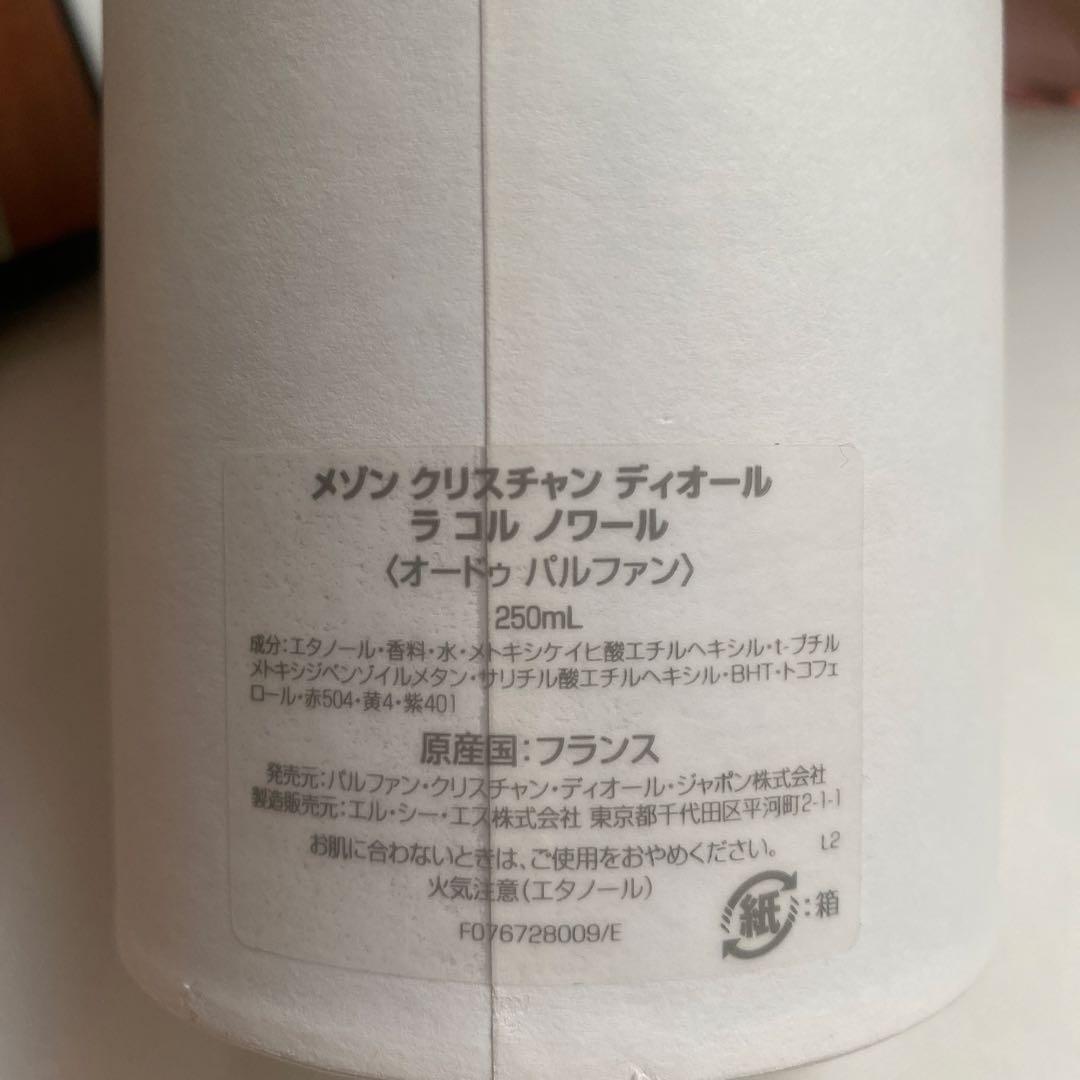 メゾン クリスチャン ディオール
ラ コル ノワール
〈オードゥ パルファン〉
250mL
成分:エタノール・香料・水・メトキシケイヒ酸エチルヘキシル・t-ブチル
メトキシジベンゾイルメタン・サリチル酸エチルヘキシル・BHT・トコフェ
ロール・赤504・黄4・紫401
原産国:フランス
発売元:パルファン・クリスチャン・ディオール・ジャポン株式会社
製造販売元:エル・シー・エス株式会社 東京都千代田区平河町2-1-1
お肌に合わないときは、ご使用をおやめください。 L2
火気注意(エタノール)
紙:箱
F076728009/E